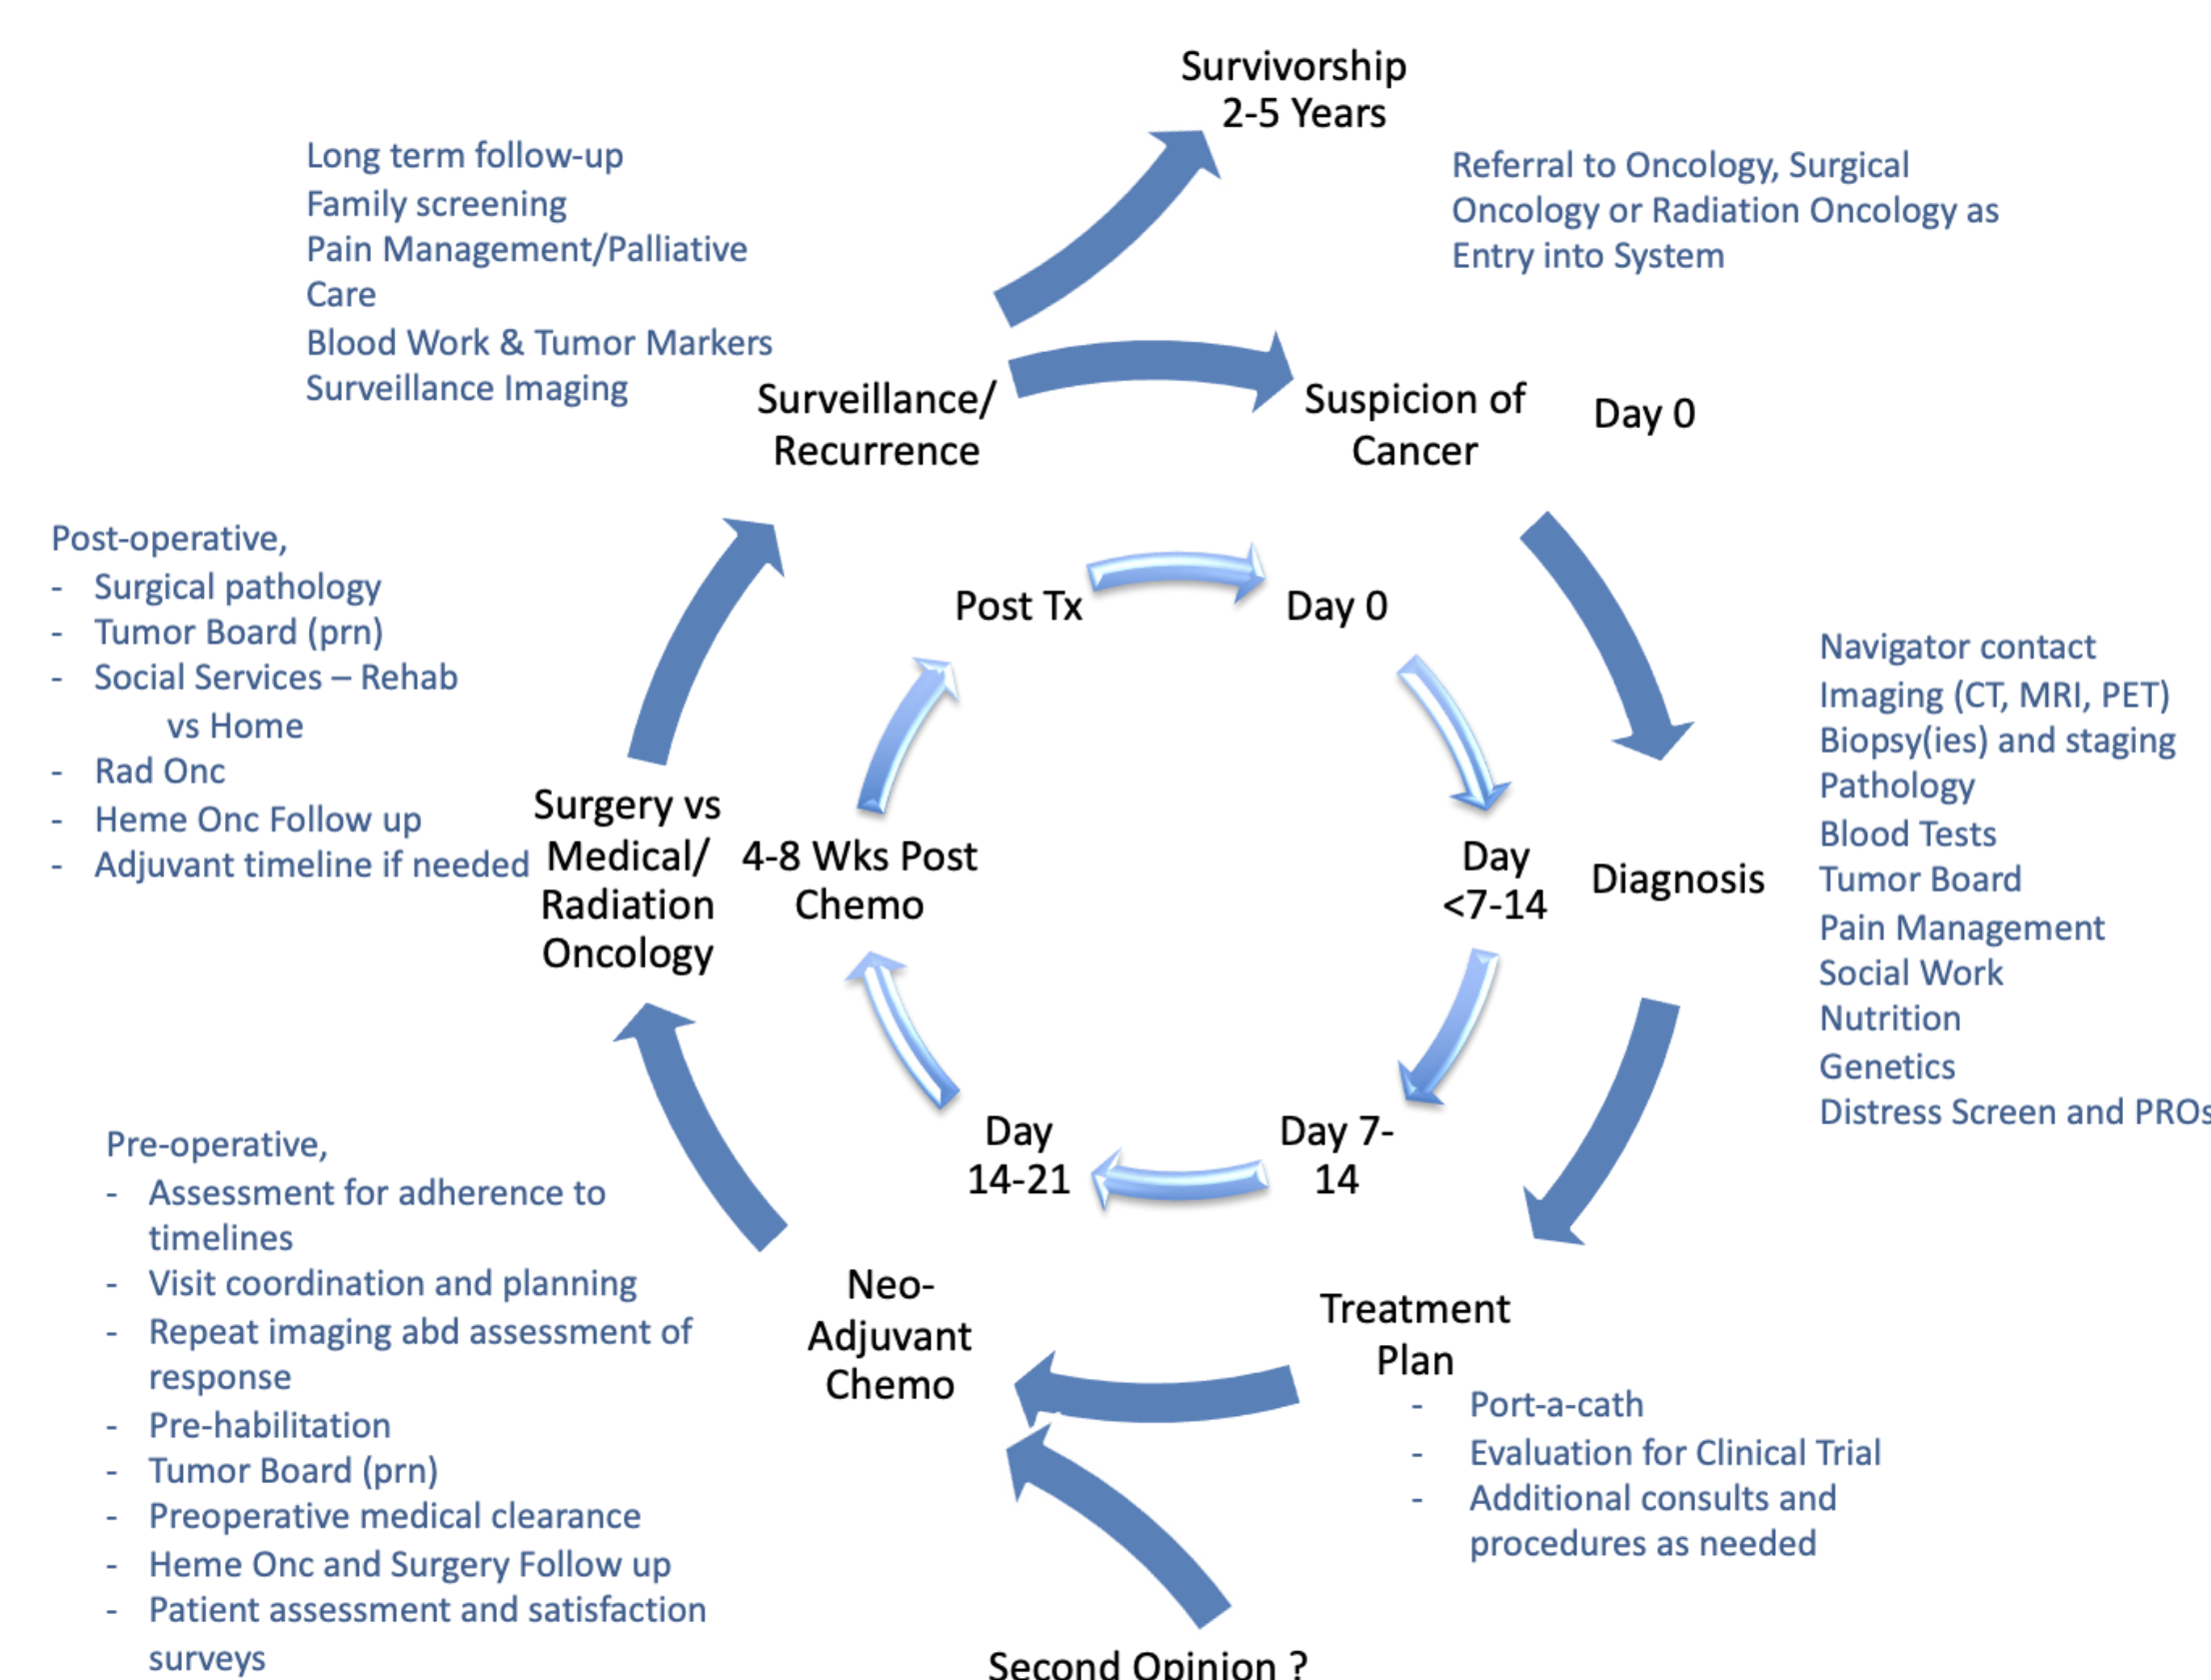 Survivorship
2-5 Years
Long term follow-up
Family screening
Pain Management/Palliative
Care
Blood Work & Tumor Markers
Surveillance Imaging
Referral to Oncology, Surgical
Oncology or Radiation Oncology as
Entry into System
Surveillance/
Recurrence
Suspicion of
Cancer
Day 0
Post-operative,
- Surgical pathology
- Tumor Board (prn)
- Social Services – Rehab
vs Home
- Rad Onc
- Heme Onc Follow up
- Adjuvant timeline if needed
Post Tx
Day 0
Navigator contact
Imaging (CT, MRI, PET)
Biopsy(ies) and staging
Pathology
Blood Tests
Tumor Board
Pain Management
Social Work
Nutrition
Genetics
Distress Screen and PROs
Surgery vs
Medical/
Radiation
Oncology
4-8 Wks Post
Chemo
Day
<7-14
Diagnosis
Day
14-21
Day 7-
14
Pre-operative,
- Assessment for adherence to
timelines
- Visit coordination and planning
- Repeat imaging abd assessment of
response
- Pre-habilitation
- Tumor Board (prn)
- Preoperative medical clearance
- Heme Onc and Surgery Follow up
- Patient assessment and satisfaction
surveys
Neo-
Adjuvant
Chemo
Treatment
Plan
- Port-a-cath
- Evaluation for Clinical Trial
- Additional consults and
procedures as needed
Second Opinion ?